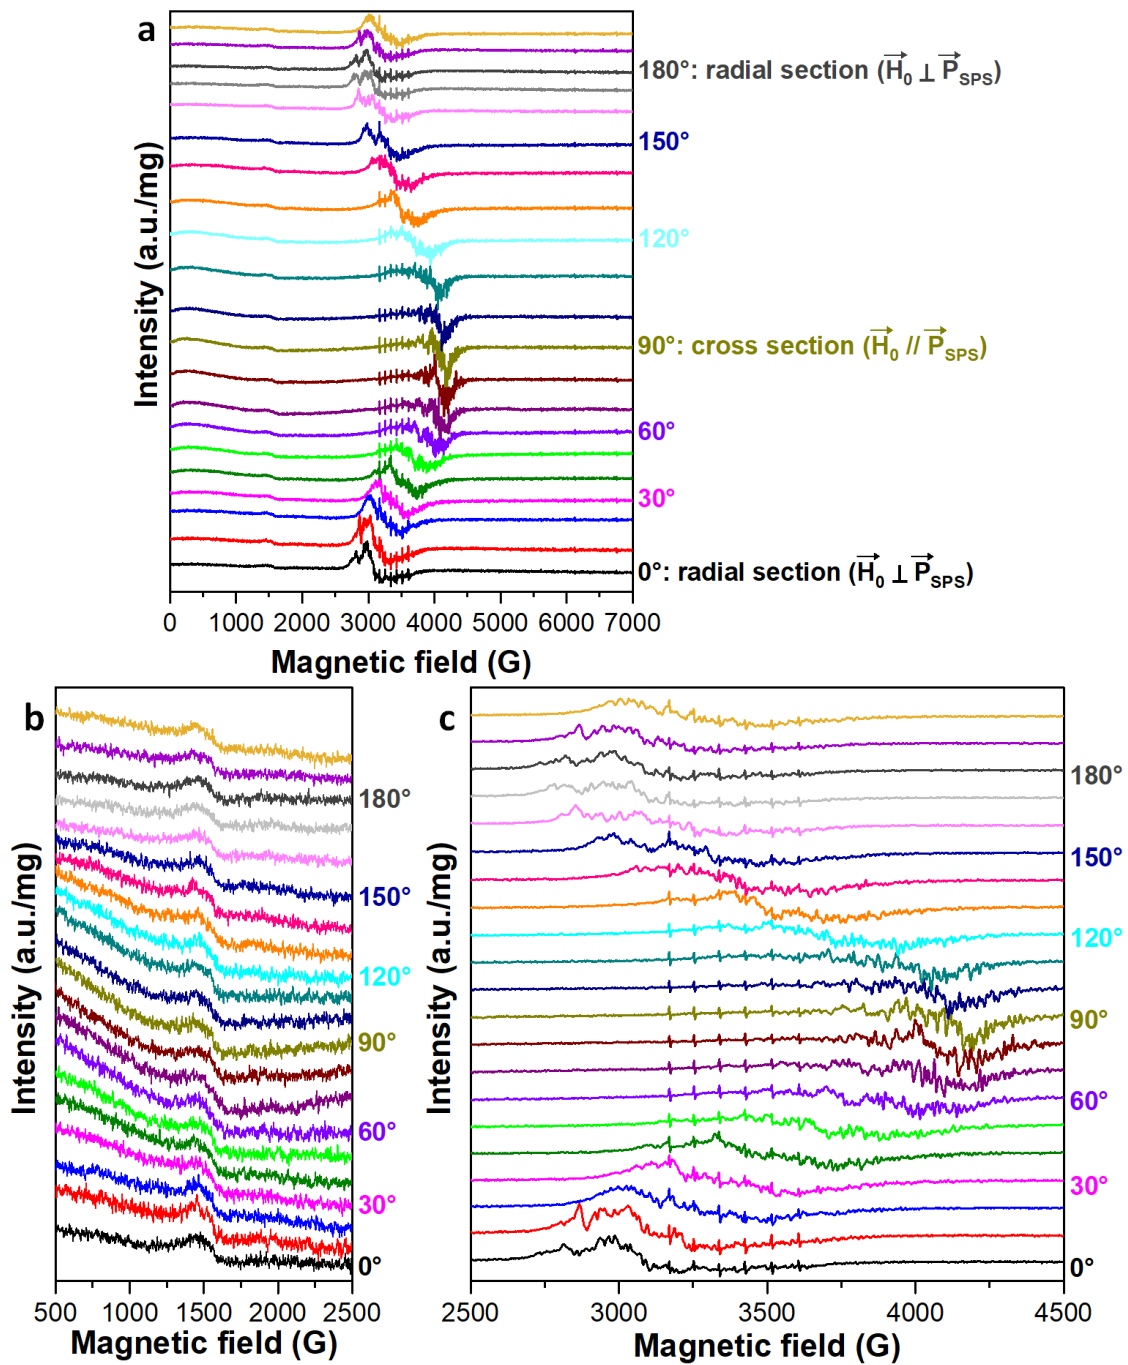 a
Intensity (a.u./mg)
180°: radial section (H₀ ⊥ P_SPS)
150°
120°
90°: cross section (H₀ // P_SPS)
60°
30°
0°: radial section (H₀ ⊥ P_SPS)
0 1000 2000 3000 4000 5000 6000 7000
Magnetic field (G)
b
Intensity (a.u./mg)
180°
150°
120°
90°
60°
30°
0°
500 1000 1500 2000 2500
Magnetic field (G)
c
Intensity (a.u./mg)
180°
150°
120°
90°
60°
30°
0°
2500 3000 3500 4000 4500
Magnetic field (G)